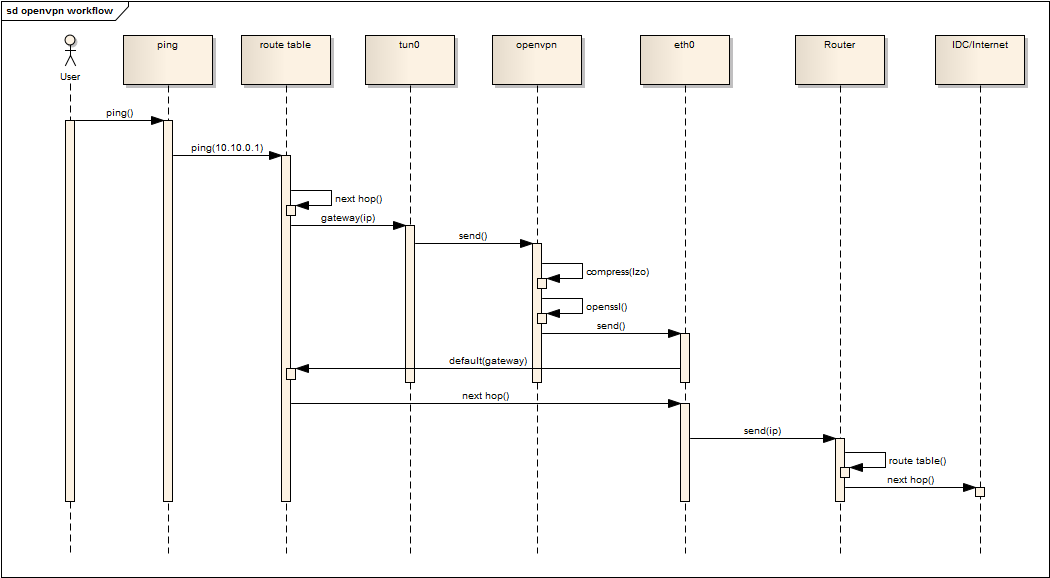 sd openvpn workflow
User
ping
route table
tun0
openvpn
eth0
Router
IDC/Internet
ping()
ping(10.10.0.1)
next hop()
gateway(ip)
send()
compress(lzo)
openssl()
send()
default(gateway)
next hop()
send(ip)
route table()
next hop()